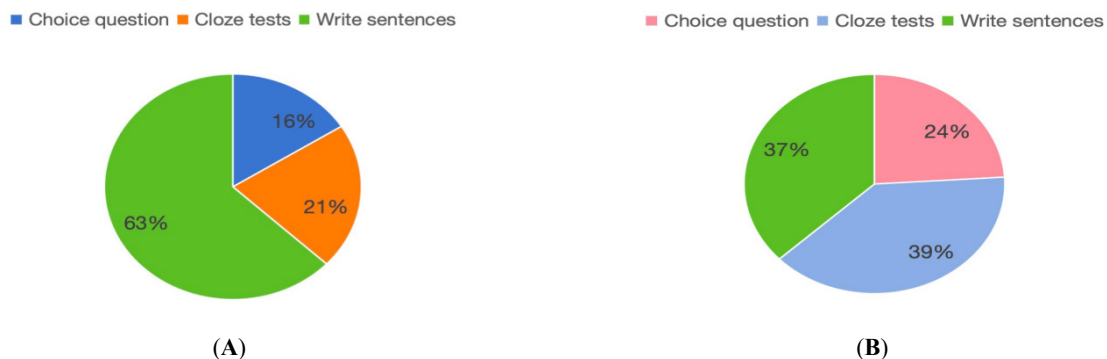 Choice question Cloze tests Write sentences
16%
21%
63%
(A)
Choice question Cloze tests Write sentences
24%
37%
39%
(B)